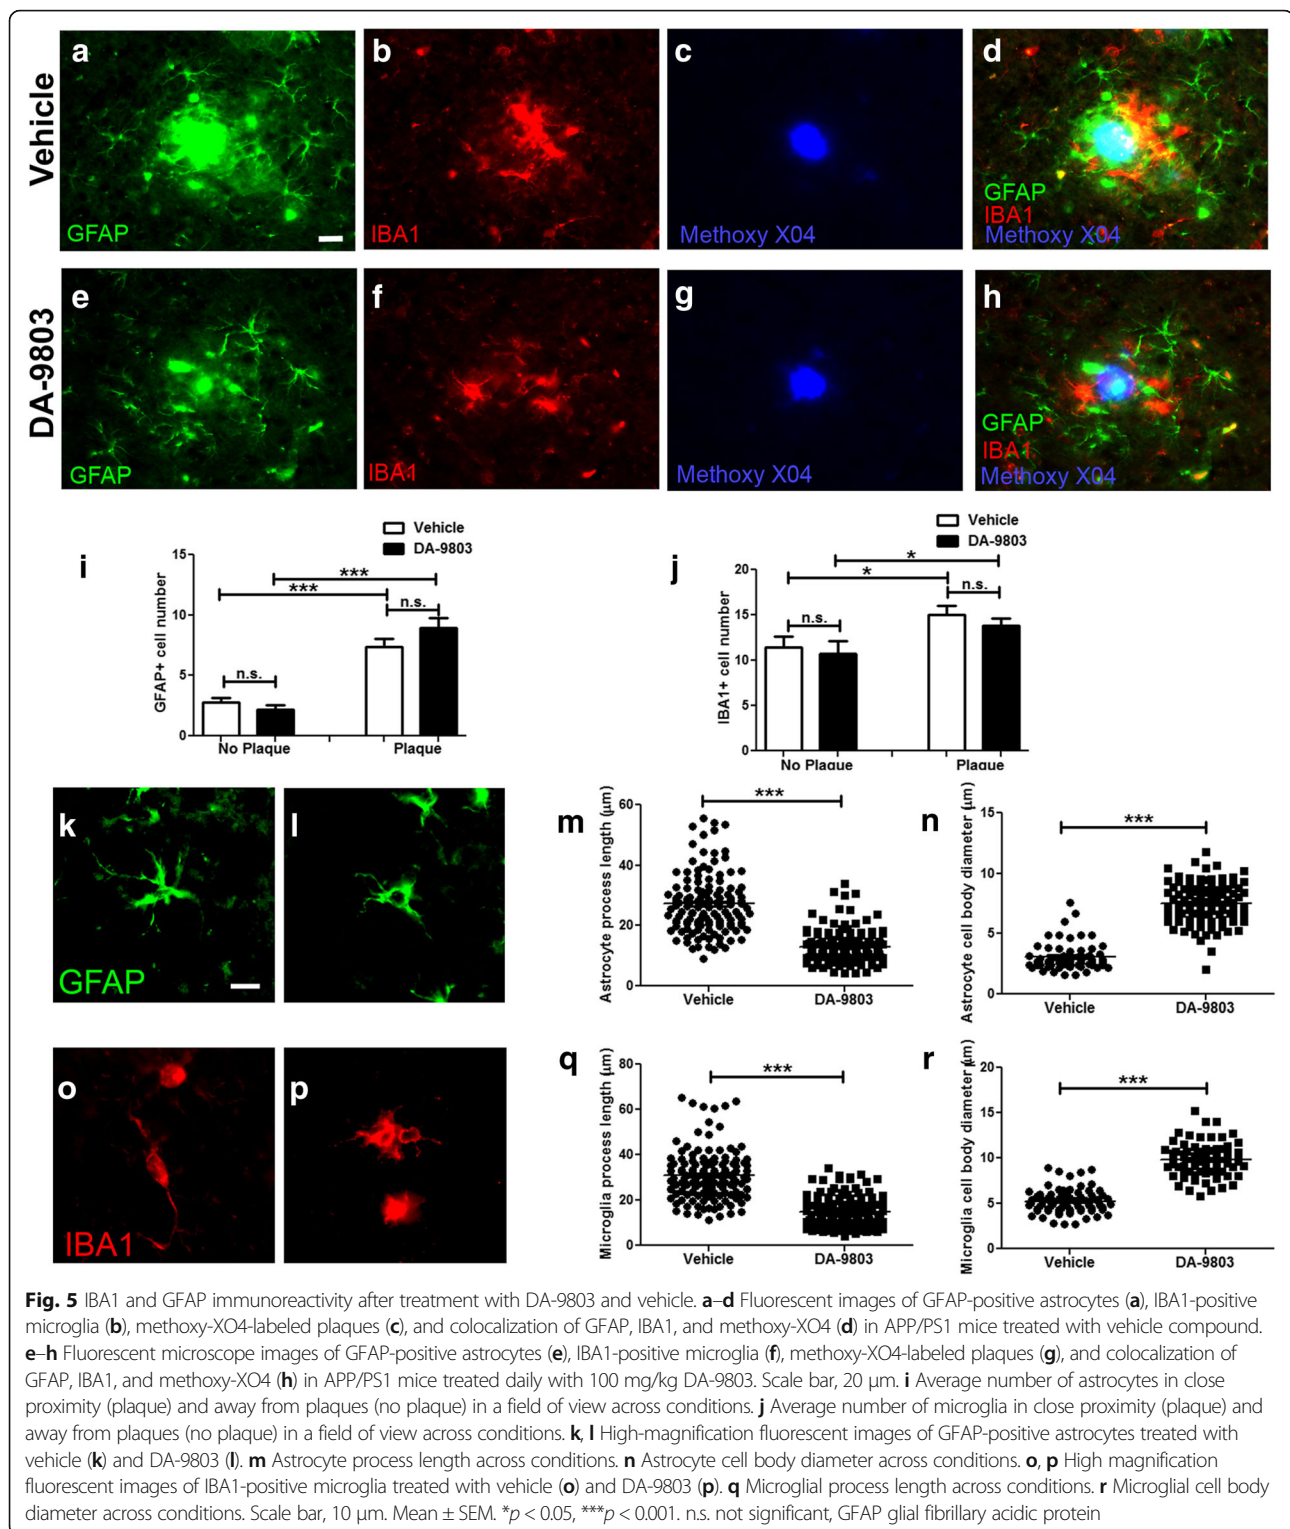 Vehicle
a
b
c
d
GFAP
IBA1
Methoxy X04
GFAP
IBA1
Methoxy X04
DA-9803
e
f
g
h
GFAP
IBA1
Methoxy X04
GFAP
IBA1
Methoxy X04
i
Vehicle
DA-9803
GFAP+ cell number
15
10
5
0
***
***
n.s.
n.s.
No Plaque
Plaque
j
Vehicle
DA-9803
IBA1+ cell number
20
15
10
5
0
*
*
n.s.
n.s.
No Plaque
Plaque
k
GFAP
l
m
Astrocyte process length (μm)
60
40
20
0
***
Vehicle
DA-9803
n
Astrocyte cell body diameter (μm)
15
10
5
0
***
Vehicle
DA-9803
o
IBA1
p
q
Microglia process length (μm)
80
60
40
20
0
***
Vehicle
DA-9803
r
Microglia cell body diameter (μm)
20
15
10
5
0
***
Vehicle
DA-9803
Fig. 5 IBA1 and GFAP immunoreactivity after treatment with DA-9803 and vehicle. a–d Fluorescent images of GFAP-positive astrocytes (a), IBA1-positive
microglia (b), methoxy-XO4-labeled plaques (c), and colocalization of GFAP, IBA1, and methoxy-XO4 (d) in APP/PS1 mice treated with vehicle compound.
e–h Fluorescent microscope images of GFAP-positive astrocytes (e), IBA1-positive microglia (f), methoxy-XO4-labeled plaques (g), and colocalization of
GFAP, IBA1, and methoxy-XO4 (h) in APP/PS1 mice treated daily with 100 mg/kg DA-9803. Scale bar, 20 μm. i Average number of astrocytes in close
proximity (plaque) and away from plaques (no plaque) in a field of view across conditions. j Average number of microglia in close proximity (plaque) and
away from plaques (no plaque) in a field of view across conditions. k, l High-magnification fluorescent images of GFAP-positive astrocytes treated with
vehicle (k) and DA-9803 (l). m Astrocyte process length across conditions. n Astrocyte cell body diameter across conditions. o, p High magnification
fluorescent images of IBA1-positive microglia treated with vehicle (o) and DA-9803 (p). q Microglial process length across conditions. r Microglial cell body
diameter across conditions. Scale bar, 10 μm. Mean ± SEM. *p < 0.05, ***p < 0.001. n.s. not significant, GFAP glial fibrillary acidic protein